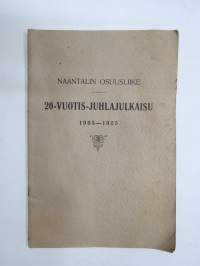 NAANTALIN OSUUSLIIKE
20-VUOTIS-JUHLAJULKAISU
1905—1925